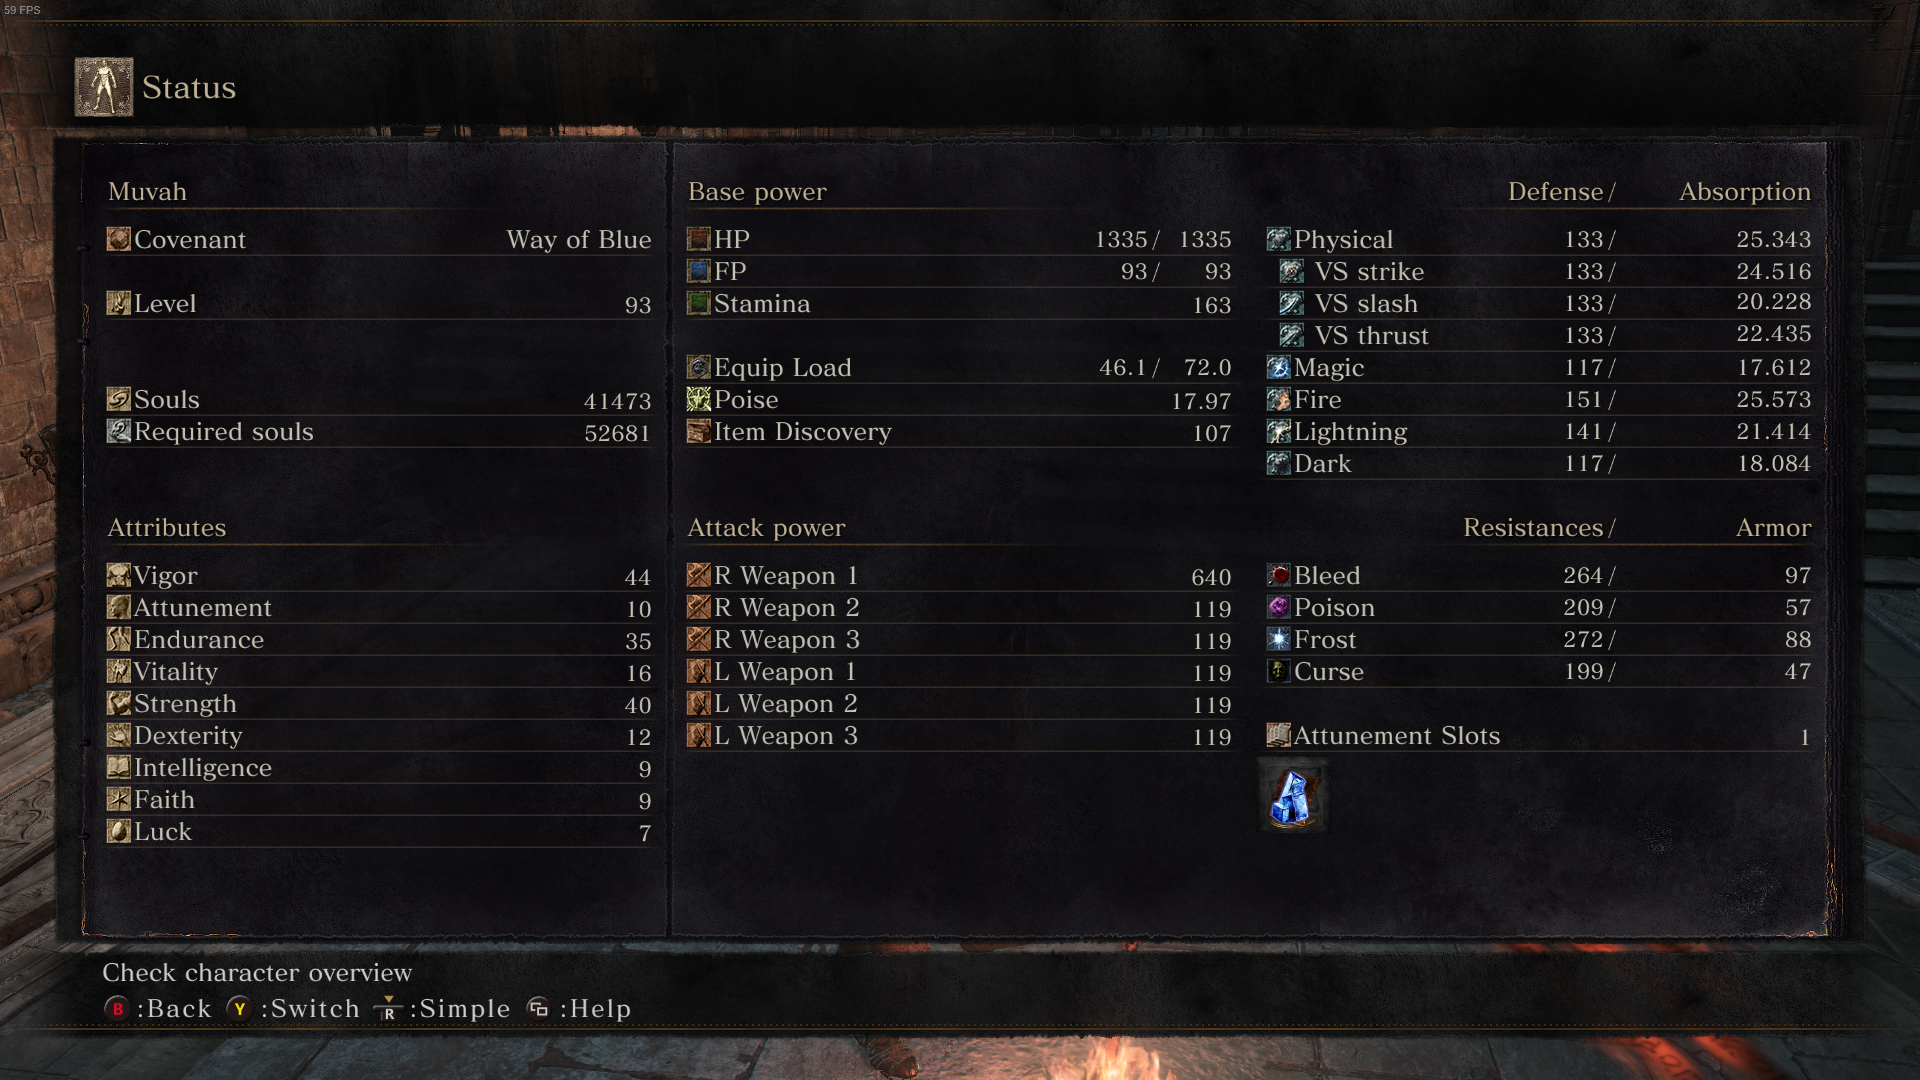 59 FPS
Status
Muvah
Covenant Way of Blue
Level 93
Souls 41473
Required souls 52681
Attributes
Vigor 44
Attunement 10
Endurance 35
Vitality 16
Strength 40
Dexterity 12
Intelligence 9
Faith 9
Luck 7
Base power
HP 1335/ 1335
FP 93/ 93
Stamina 163
Equip Load 46.1/ 72.0
Poise 17.97
Item Discovery 107
Attack power
R Weapon 1 640
R Weapon 2 119
R Weapon 3 119
L Weapon 1 119
L Weapon 2 119
L Weapon 3 119
Defense/ Absorption
Physical 133/ 25.343
VS strike 133/ 24.516
VS slash 133/ 20.228
VS thrust 133/ 22.435
Magic 117/ 17.612
Fire 151/ 25.573
Lightning 141/ 21.414
Dark 117/ 18.084
Resistances/ Armor
Bleed 264/ 97
Poison 209/ 57
Frost 272/ 88
Curse 199/ 47
Attunement Slots 1
Check character overview
B :Back Y :Switch R :Simple :Help